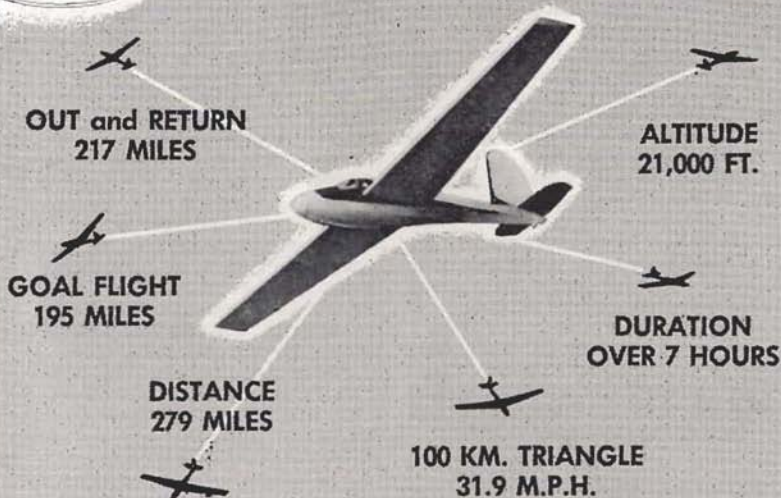 OUT and RETURN
217 MILES
ALTITUDE
21,000 FT.
GOAL FLIGHT
195 MILES
DURATION
OVER 7 HOURS
DISTANCE
279 MILES
100 KM. TRIANGLE
31.9 M.P.H.